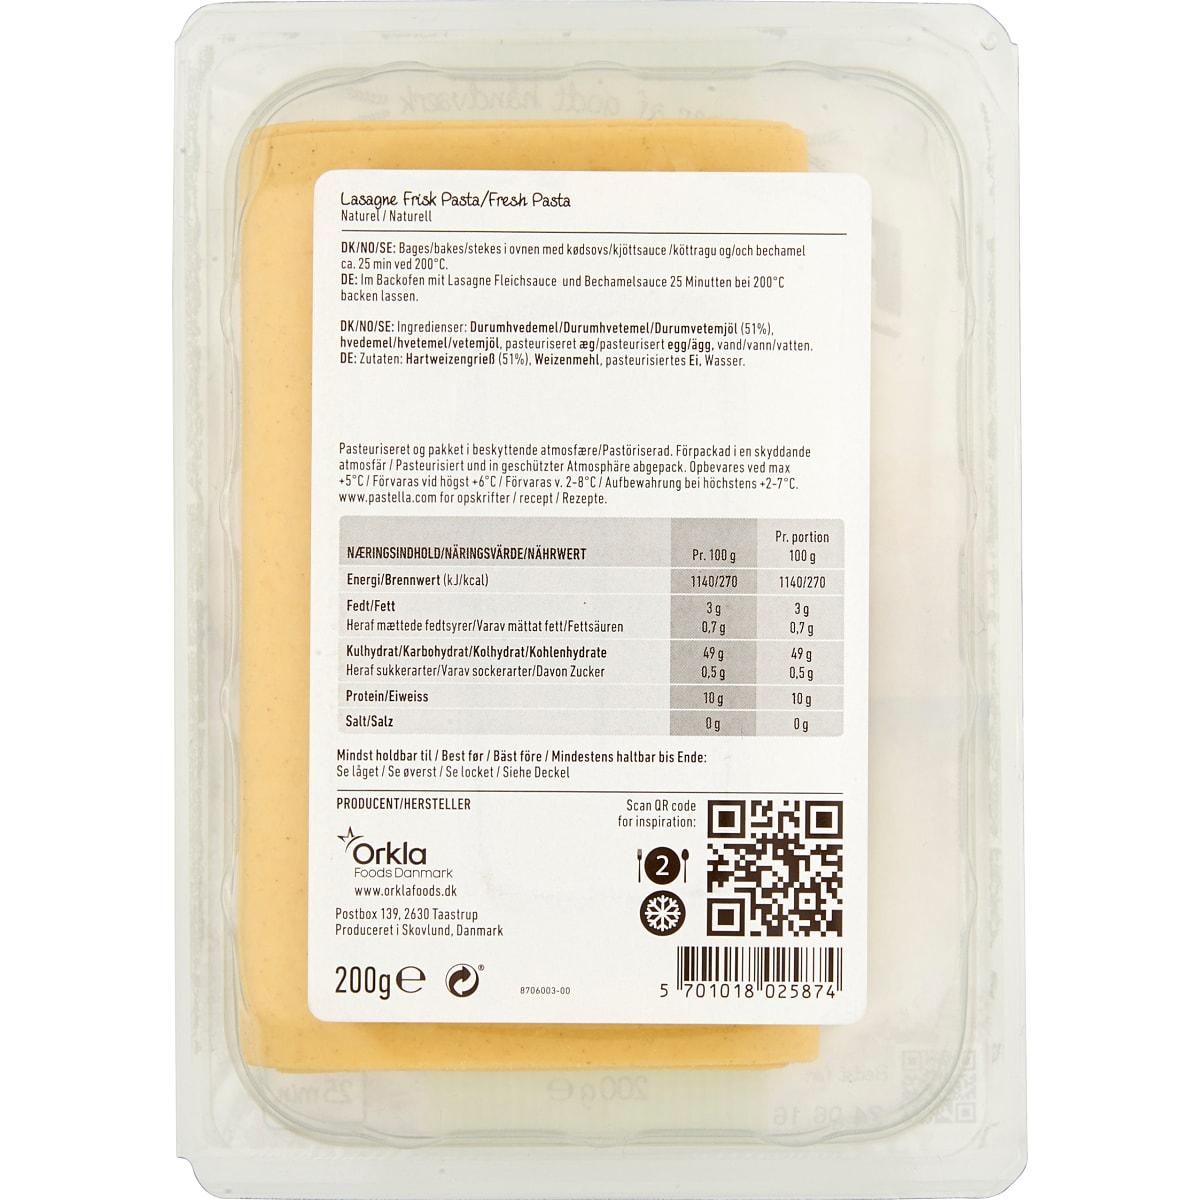 Lasagne Frisk Pasta/Fresh Pasta
Naturel / Naturell
DK/NO/SE: Bages/bakes/stekes i ovnen med kødsovs/kjöttsauce /köttragu og/och bechamel
ca. 25 min ved 200°C.
DE: Im Backofen mit Lasagne Fleichsauce und Bechamelsauce 25 Minutten bei 200°C
backen lassen.
DK/NO/SE: Ingredienser: Durumhvedemel/Durumhvetemel/Durumvetemjöl (51%),
hvedemel/hvetemel/vetemjöl, pasteuriseret æg/pasteurisert egg/ägg, vand/vann/vatten.
DE: Zutaten: Hartweizengrieß (51%), Weizenmehl, pasteurisiertes Ei, Wasser.
Pasteuriseret og pakket i beskyttende atmosfære/Pastöriserad. Förpackad i en skyddande
atmosfär / Pasteurisiert und in geschützter Atmosphäre abgepack. Opbevares ved max
+5°C / Förvaras vid högst +6°C / Förvaras v. 2-8°C / Aufbewahrung bei höchstens +2-7°C.
www.pastella.com for opskrifter / recept / Rezepte.
NÆRINGSINDHOLD/NÄRINGSVÄRDE/NÄHRWERT Pr. 100 g Pr. portion 100 g
Energi/Brennwert (kJ/kcal) 1140/270 1140/270
Fedt/Fett 3 g 3 g
Heraf mættede fedtsyrer/Varav mättat fett/Fettsäuren 0,7 g 0,7 g
Kulhydrat/Karbohydrat/Kolhydrat/Kohlenhydrate 49 g 49 g
Heraf sukkerarter/Varav sockerarter/Davon Zucker 0,5 g 0,5 g
Protein/Eiweiss 10 g 10 g
Salt/Salz 0 g 0 g
Mindst holdbar til / Best før / Bäst före / Mindestens haltbar bis Ende:
Se låget / Se øverst / Se locket / Siehe Deckel
PRODUCENT/HERSTELLER
Orkla
Foods Danmark
www.orklafoods.dk
Postbox 139, 2630 Taastrup
Produceret i Skovlund, Danmark
Scan QR code
for inspiration:
2
200g e
8706003-00
5 701018 025874
25 min
200g e
24 06 16